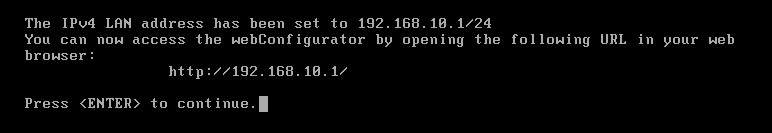 The IPv4 LAN address has been set to 192.168.10.1/24
You can now access the webConfigurator by opening the following URL in your web
browser:
http://192.168.10.1/
Press <ENTER> to continue.